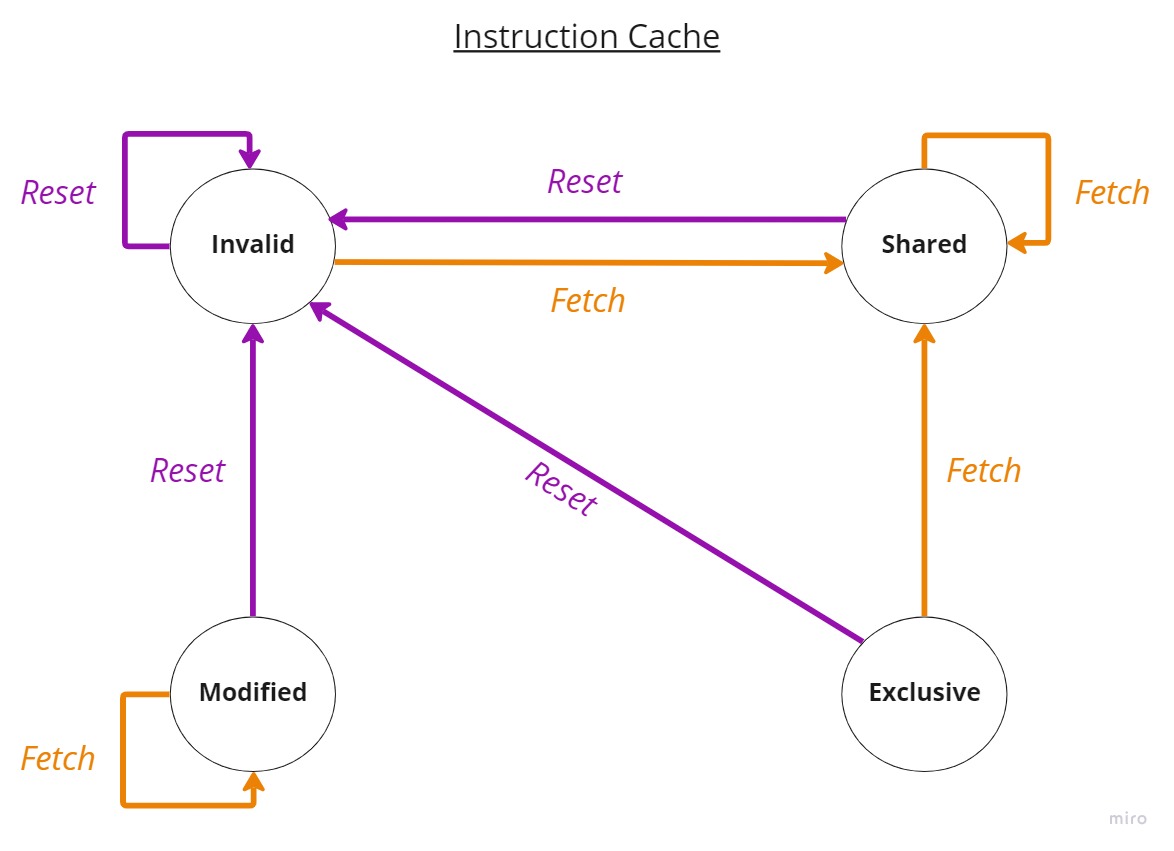 Instruction Cache
Reset
Reset
Fetch
Invalid
Shared
Fetch
Reset
Reset
Fetch
Modified
Exclusive
Fetch
miro